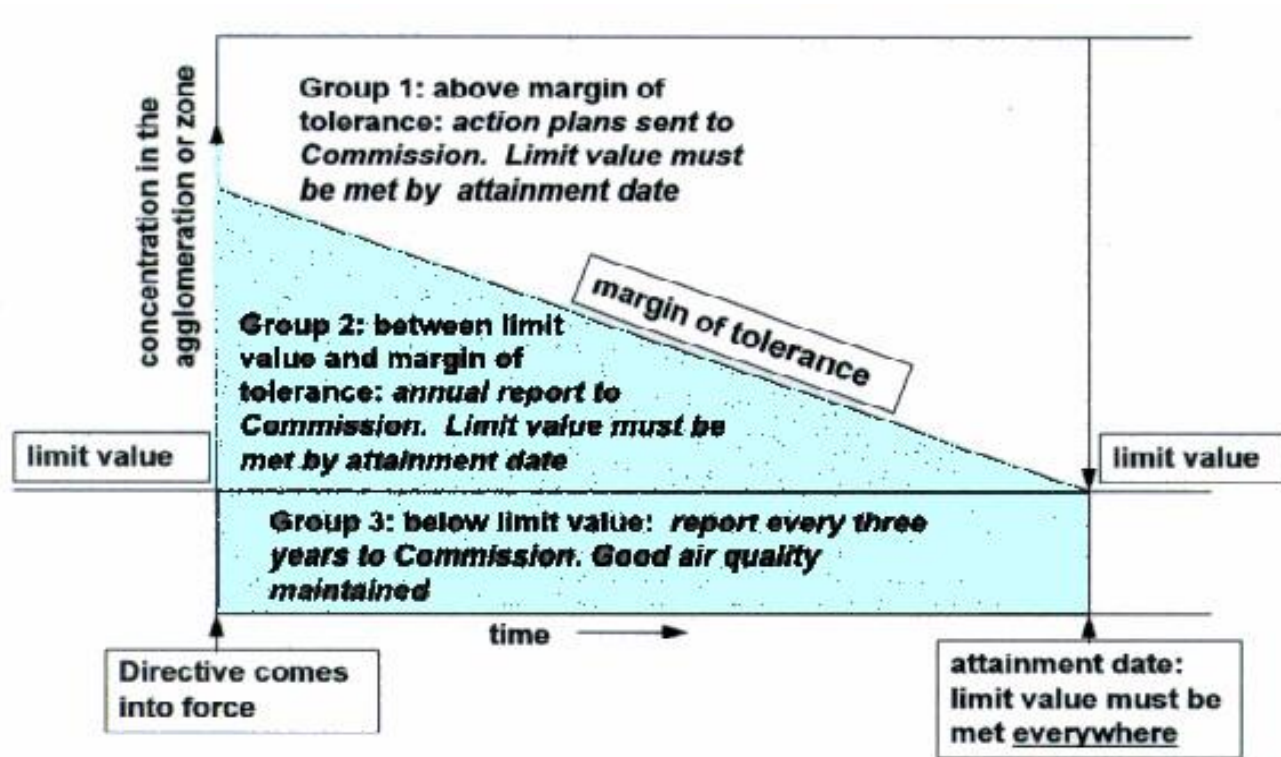 concentration in the
agglomeration or zone
Group 1: above margin of
tolerance: action plans sent to
Commission. Limit value must
be met by attainment date
margin of tolerance
Group 2: between limit
value and margin of
tolerance: annual report to
Commission. Limit value must be
met by attainment date
limit value
limit value
Group 3: below limit value: report every three
years to Commission. Good air quality
maintained
time
Directive comes
into force
attainment date:
limit value must be
met everywhere